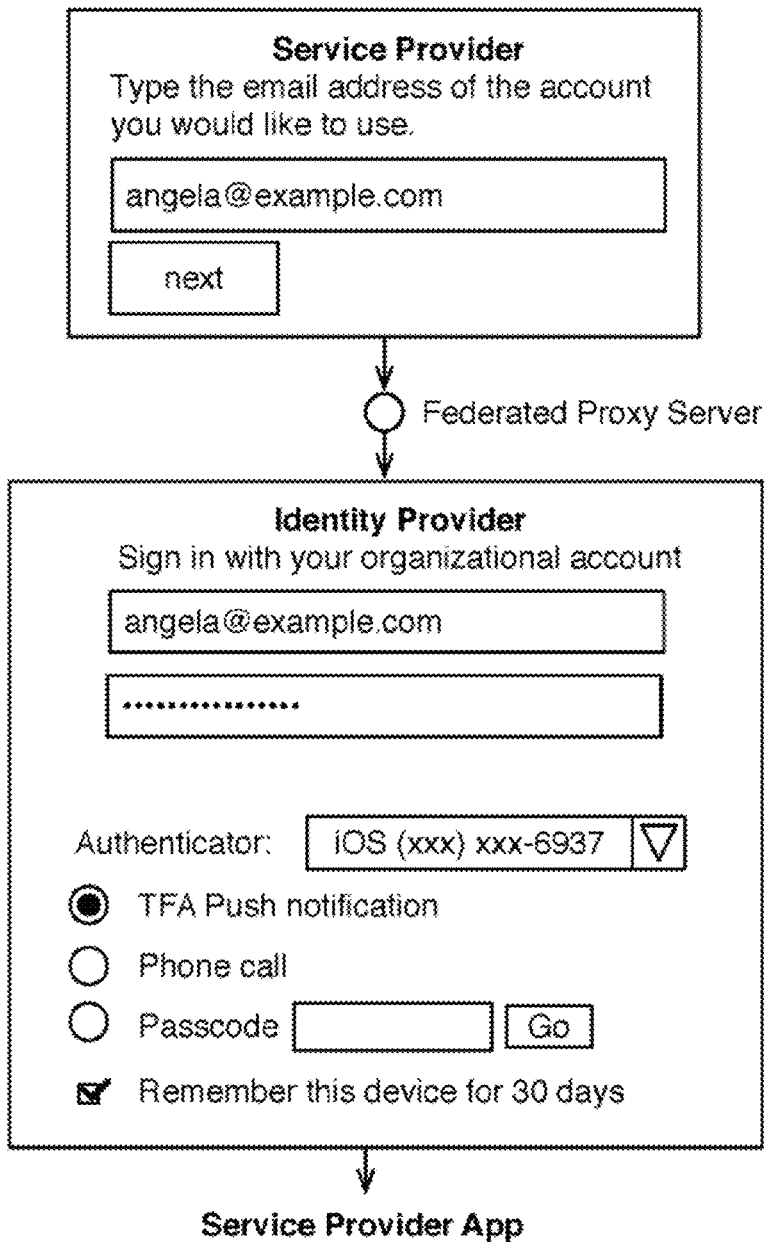 Service Provider
Type the email address of the account
you would like to use.
angela@example.com
next
Federated Proxy Server
Identity Provider
Sign in with your organizational account
angela@example.com
••••••••••••••••
Authenticator: iOS (xxx) xxx-6937
TFA Push notification
Phone call
Passcode Go
Remember this device for 30 days
Service Provider App